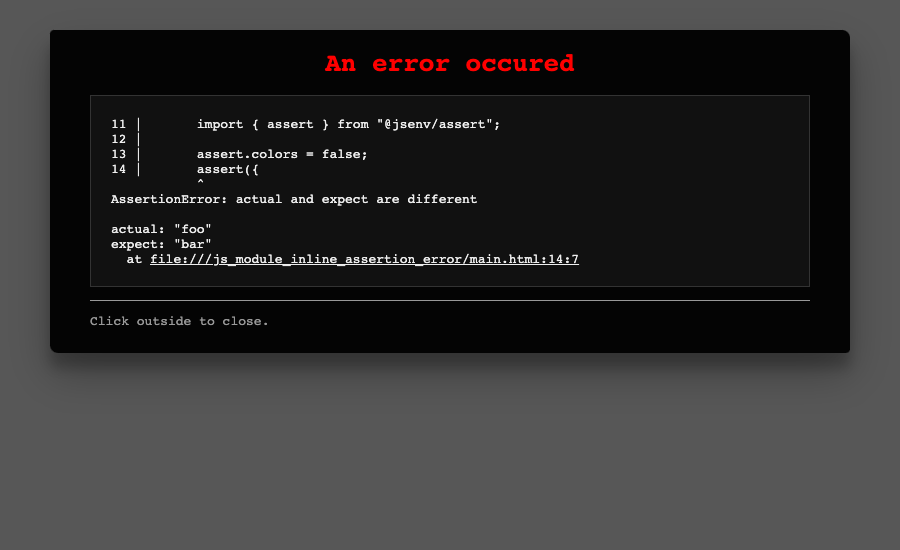 An error occured
11 |       import { assert } from "@jsenv/assert";
12 |
13 |       assert.colors = false;
14 |       assert({
           ^
AssertionError: actual and expect are different
actual: "foo"
expect: "bar"
  at file:///js_module_inline_assertion_error/main.html:14:7
Click outside to close.